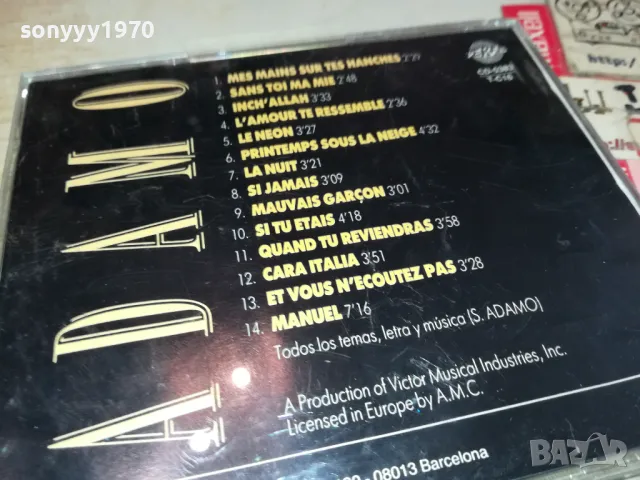 sonyyy1970
ADAMO
1. MES MAINS SUR TES HANCHES 2'29
2. SANS TOI MA MIE 2'48
3. INCH'ALLAH 3'33
4. L'AMOUR TE RESSEMBLE 2'36
5. LE NEON 3'27
6. PRINTEMPS SOUS LA NEIGE 4'32
7. LA NUIT 3'21
8. SI JAMAIS 3'09
9. MAUVAIS GARÇON 3'01
10. SI TU ETAIS 4'18
11. QUAND TU REVIENDRAS 3'58
12. CARA ITALIA 3'51
13. ET VOUS N'ECOUTEZ PAS 3'28
14. MANUEL 7'16
Todos los temas, letra y música (S. ADAMO)
A Production of Victor Musical Industries, Inc.
Licensed in Europe by A.M.C.
- 08013 Barcelona
T-C16
БАЗАР
bazar.bg